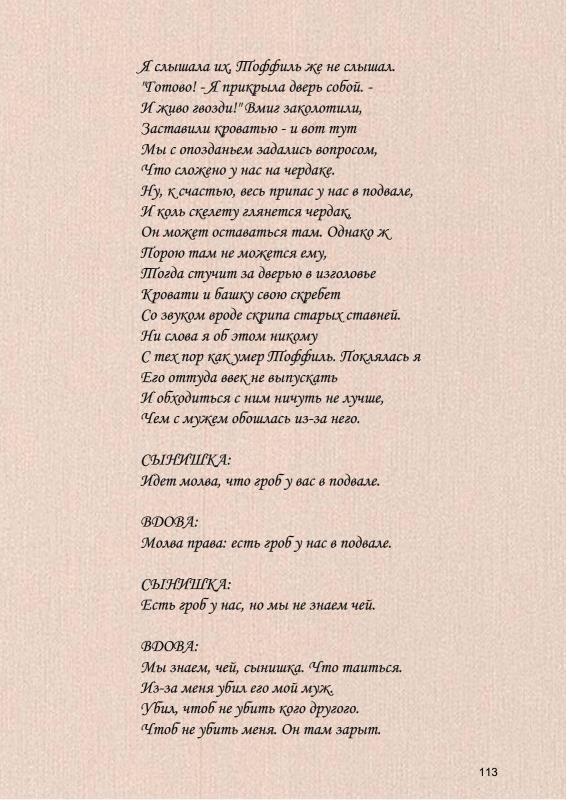 Я слышала их, Тоффиль же не слышал.
"Готово! - Я прикрыла дверь собой. -
И живо гвозди!" Вмиг заколотили,
Заставили кроватью - и вот тут
Мы с опозданьем задались вопросом,
Что сложено у нас на чердаке.
Ну, к счастью, весь припас у нас в подвале,
И коль скелету глянется чердак,
Он может оставаться там. Однако ж
Порою там не можется ему,
Тогда стучит за дверью в изголовье
Кровати и башку свою скребет
Со звуком вроде скрипа старых ставней.
Ни слова я об этом никому
С тех пор как умер Тоффиль. Поклялась я
Его оттуда ввек не выпускать
И обходиться с ним ничуть не лучше,
Чем с мужем обошлась из-за него.
СЫНИШКА:
Идет молва, что гроб у вас в подвале.
ВДОВА:
Молва права: есть гроб у нас в подвале.
СЫНИШКА:
Есть гроб у нас, но мы не знаем чей.
ВДОВА:
Мы знаем, чей, сынишка. Что таиться.
Из-за меня убил его мой муж,
Убил, чтоб не убить кого другого.
Чтоб не убить меня. Он там зарыт.
113